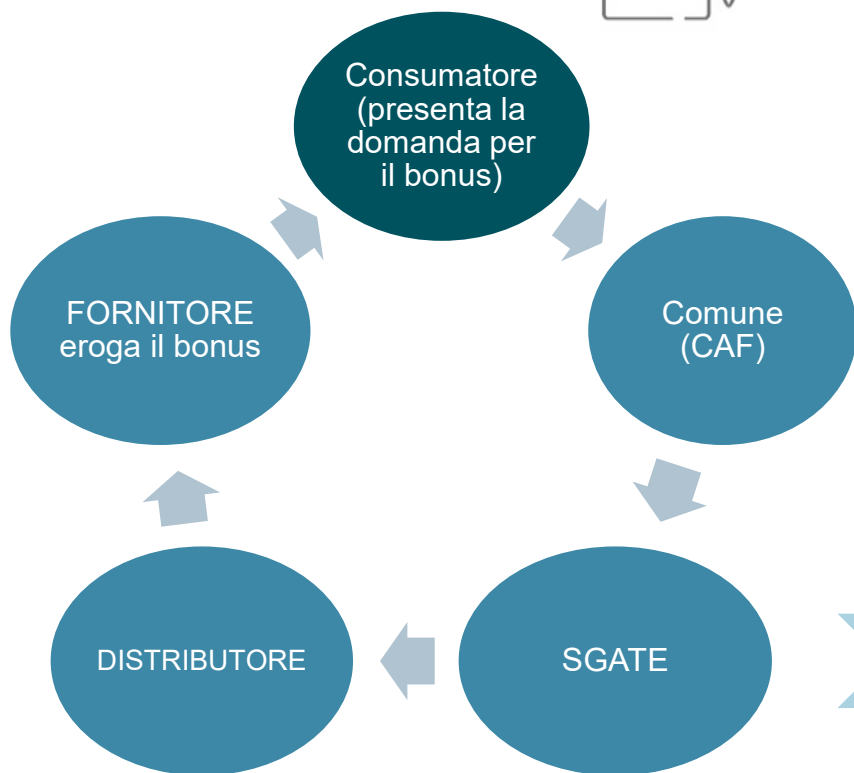 Consumatore
(presenta la
domanda per
il bonus)
FORNITORE
eroga il bonus
Comune
(CAF)
DISTRIBUTORE
SGATE